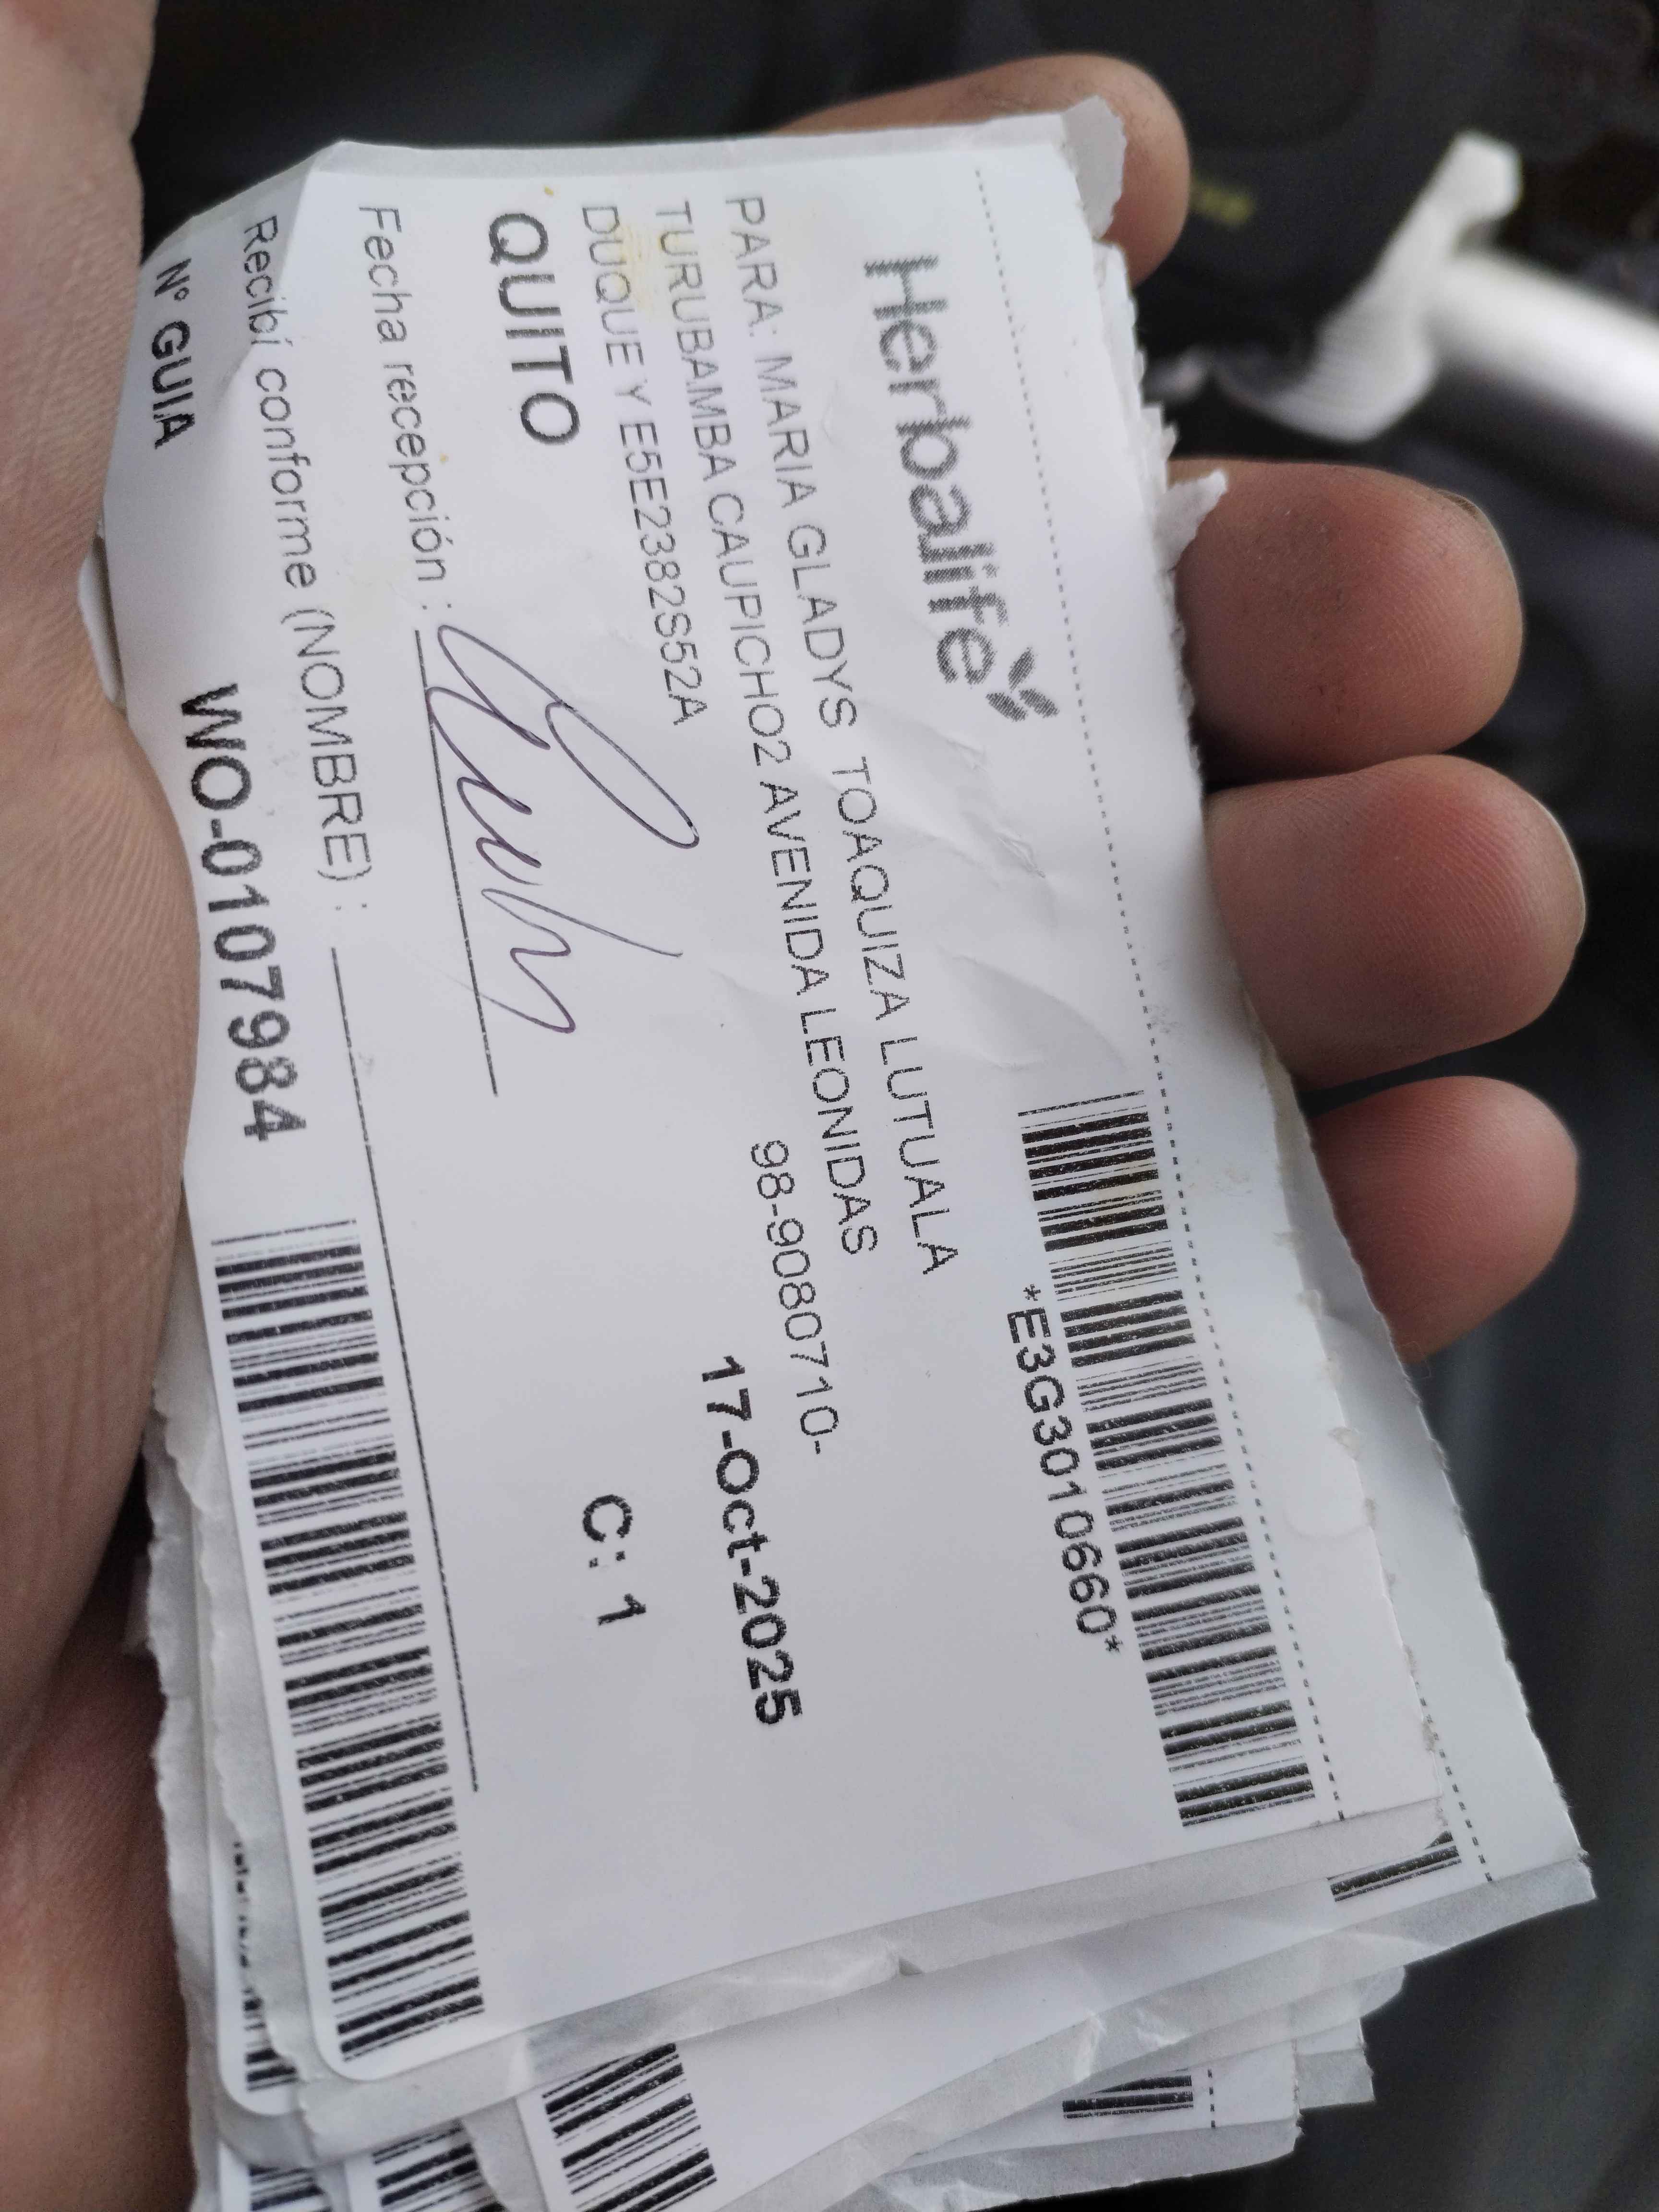 Herbalife
*E3G3010660*
PARA: MARIA GLADYS TOAQUIZA LUTUALA
TURUBAMBA CAUPICHO2 AVENIDA LEONIDAS
DUQUE Y E5E2382S52A
98-9080710-
QUITO
17-Oct-2025
C: 1
Fecha recepción :
Recibí conforme (NOMBRE) :
N° GUIA
WO-0107984